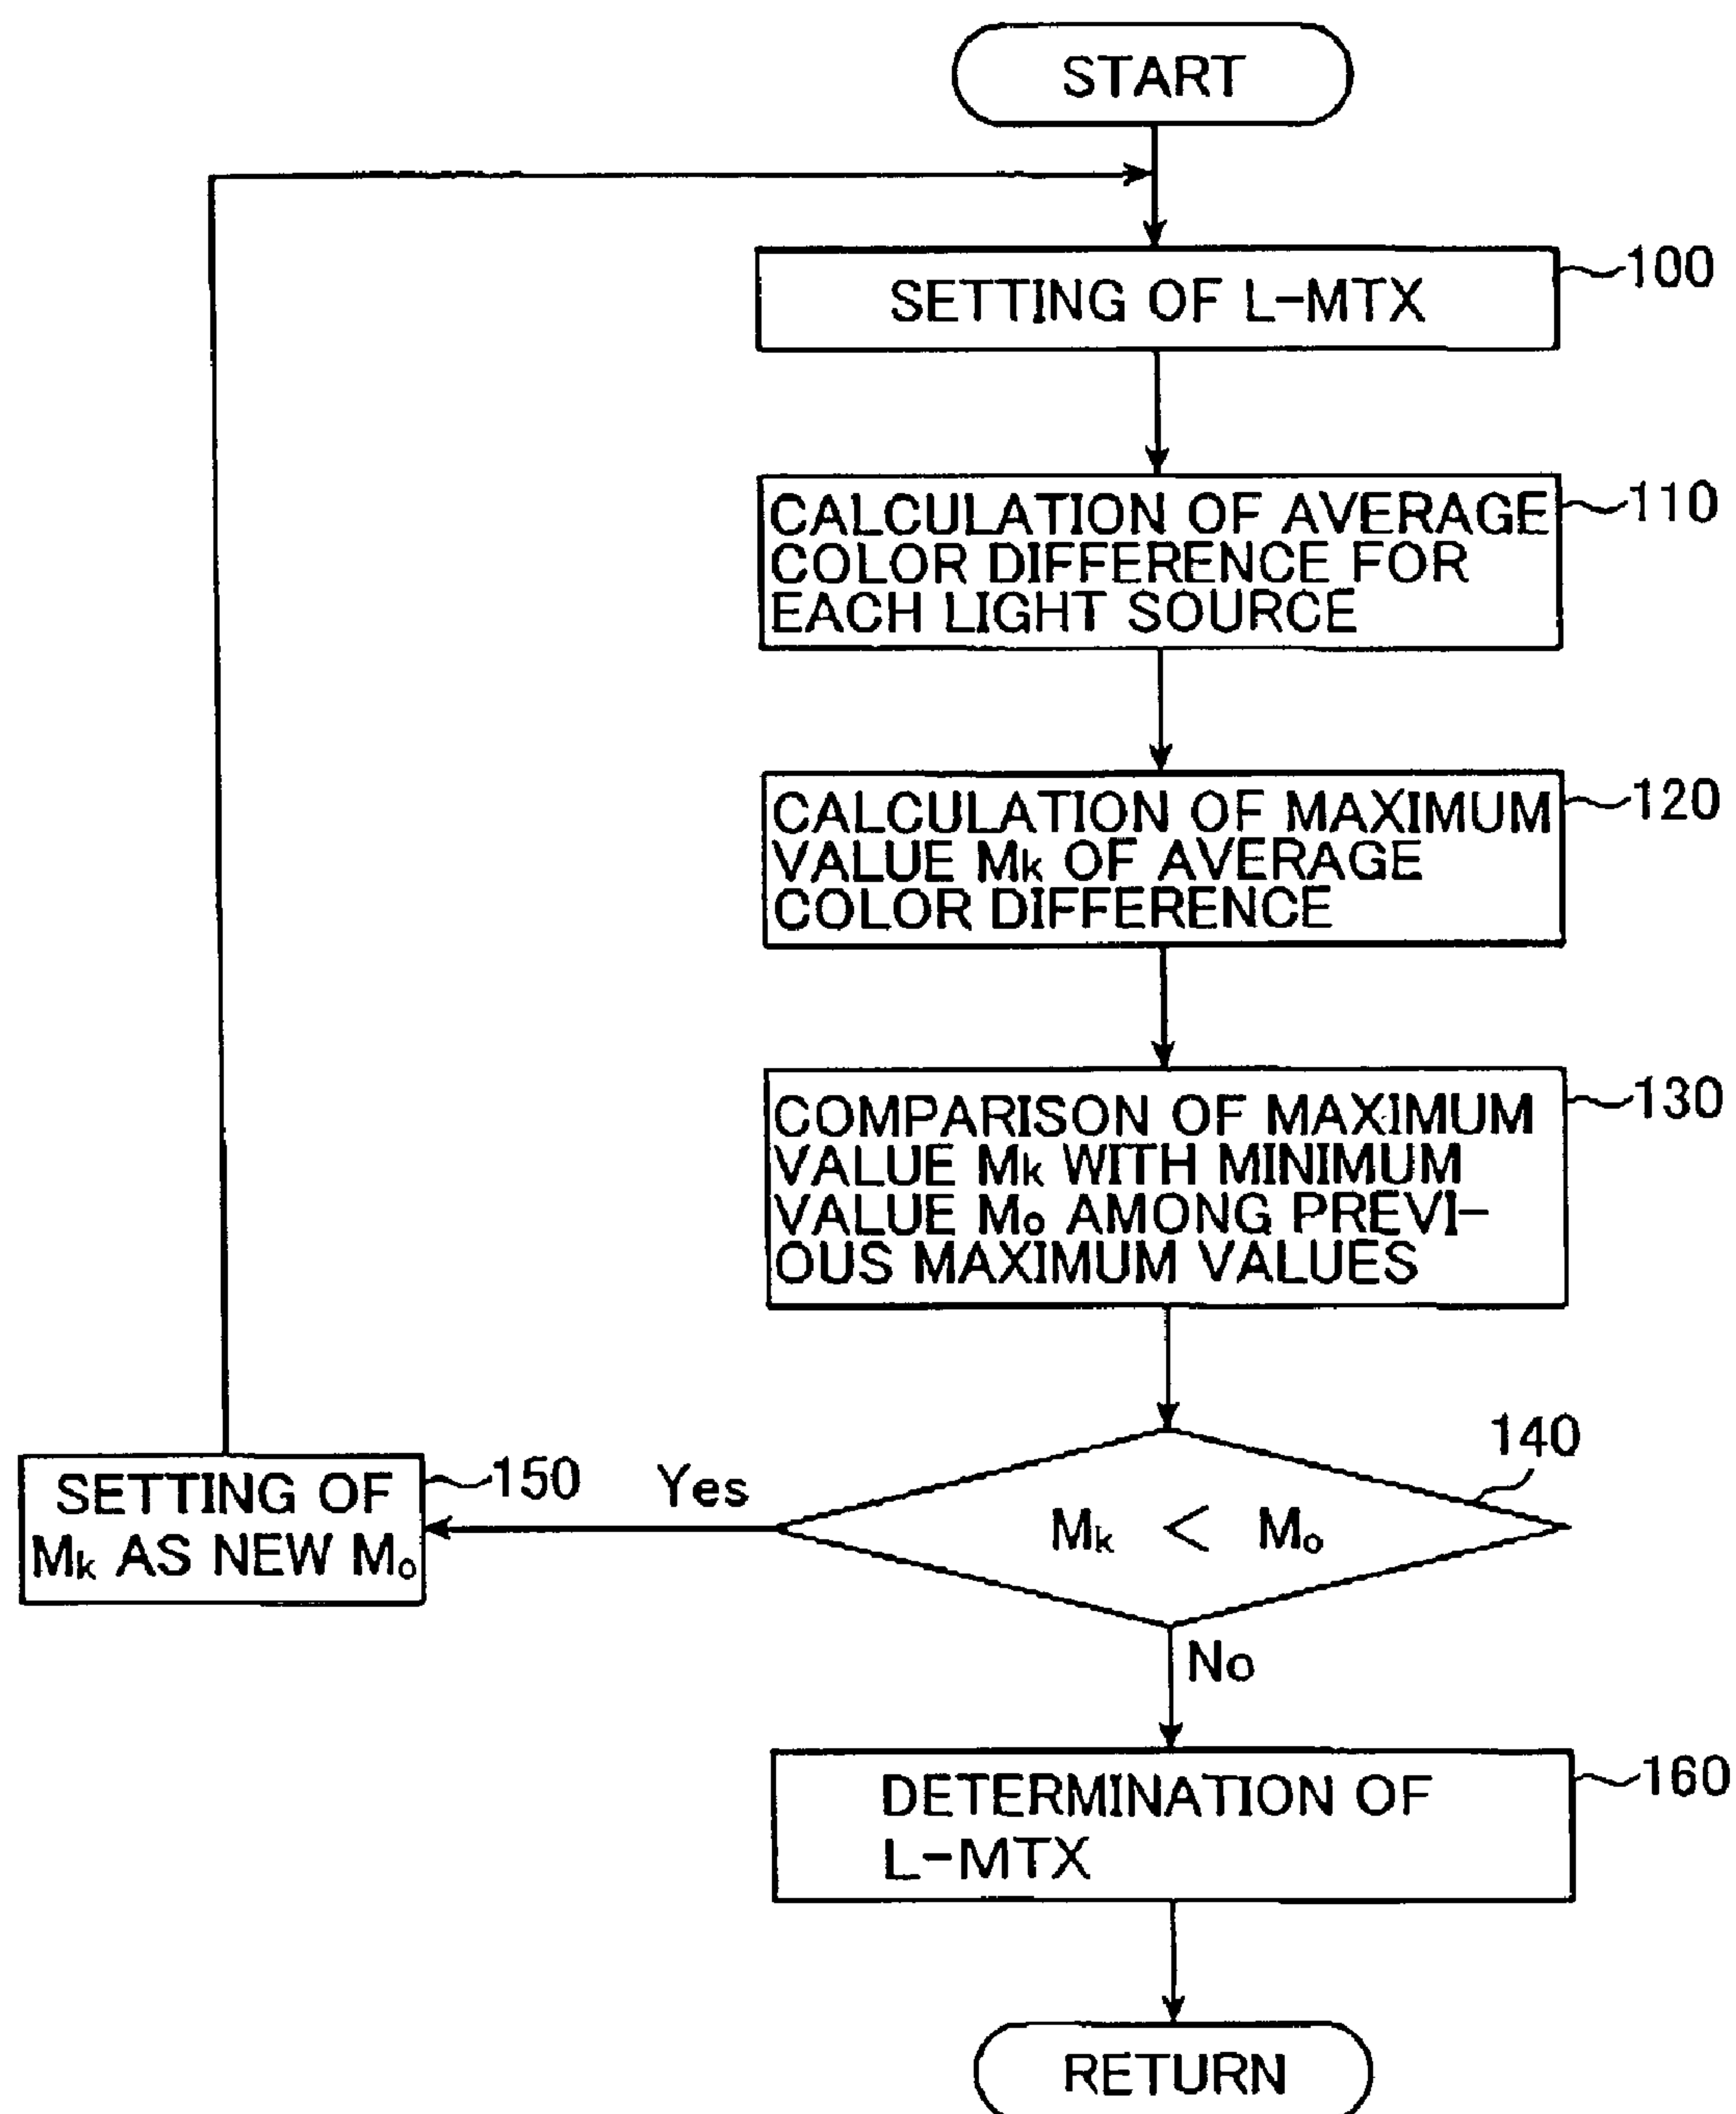 START
SETTING OF L-MTX
100
CALCULATION OF AVERAGE
COLOR DIFFERENCE FOR
EACH LIGHT SOURCE
110
CALCULATION OF MAXIMUM
VALUE Mk OF AVERAGE
COLOR DIFFERENCE
120
COMPARISON OF MAXIMUM
VALUE Mk WITH MINIMUM
VALUE Mo AMONG PREVI-
OUS MAXIMUM VALUES
130
140
Mk < Mo
Yes
150
SETTING OF
Mk AS NEW Mo
No
DETERMINATION OF
L-MTX
160
RETURN